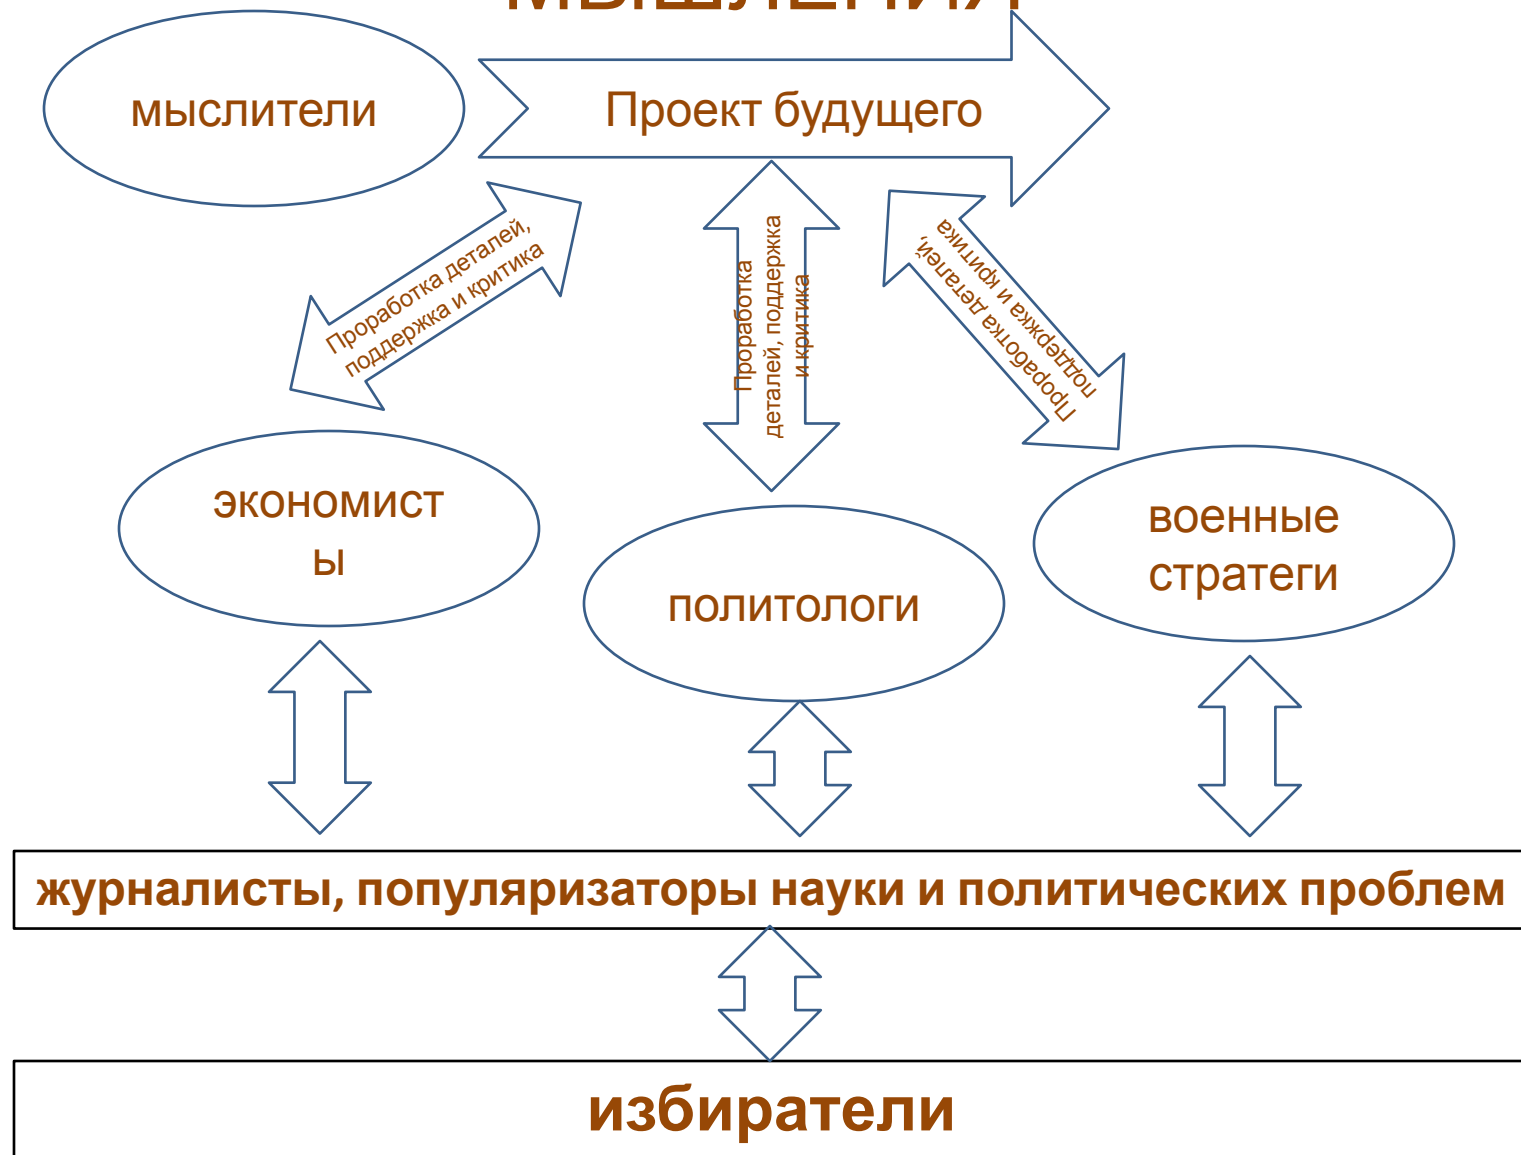 мышления
мыслители
Проект будущего
Проработка деталей,
поддержка и критика
Проработка
деталей, поддержка
и критика
Проработка деталей,
поддержка и критика
экономист
ы
политологи
военные
стратеги
журналисты, популяризаторы науки и политических проблем
избиратели